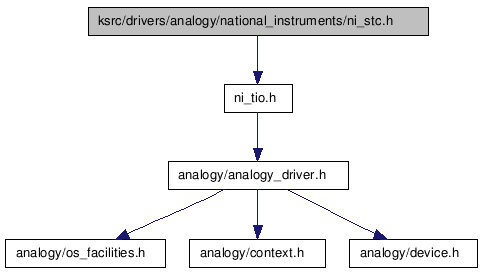 ksrc/drivers/analogy/national_instruments/ni_stc.h
ni_tio.h
analogy/analogy_driver.h
analogy/os_facilities.h
analogy/context.h
analogy/device.h